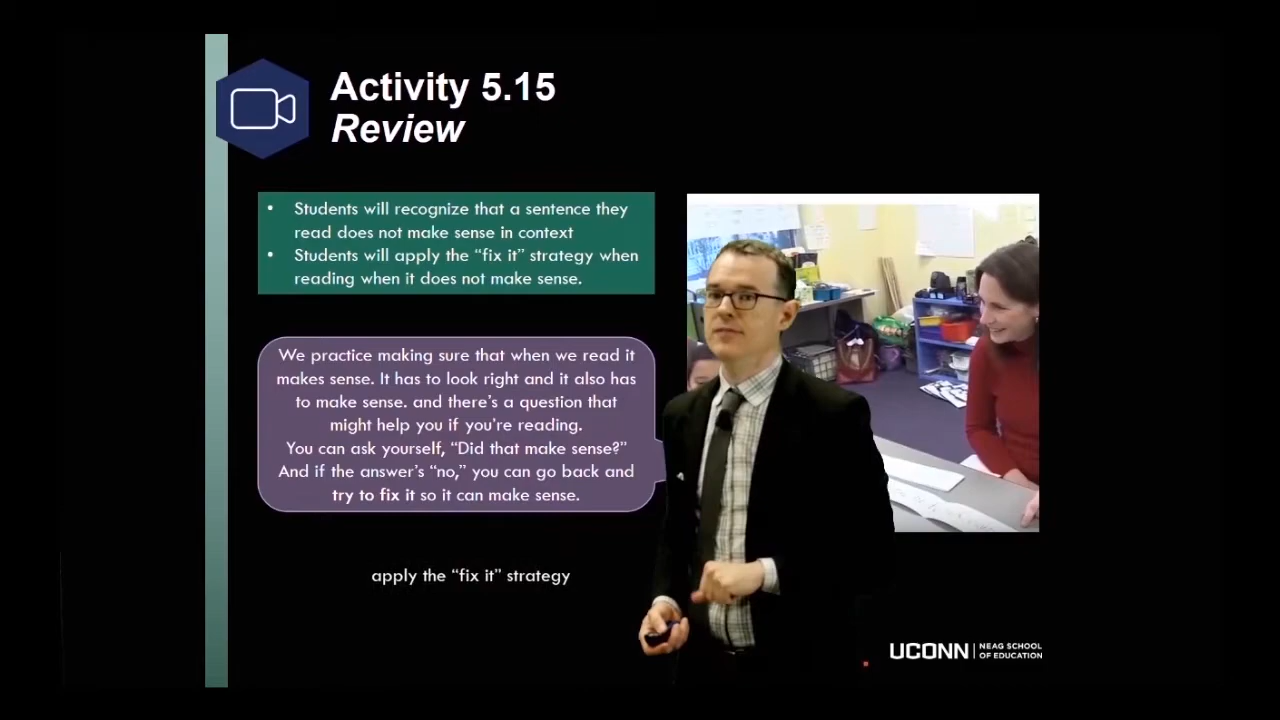 Activity 5.15
Review
• Students will recognize that a sentence they
read does not make sense in context
• Students will apply the “fix it” strategy when
reading when it does not make sense.
We practice making sure that when we read it
makes sense. It has to look right and it also has
to make sense. and there’s a question that
might help you if you’re reading.
You can ask yourself, “Did that make sense?”
And if the answer’s “no,” you can go back and
try to fix it so it can make sense.
apply the “fix it” strategy
UCONN
NEAG SCHOOL
OF EDUCATION